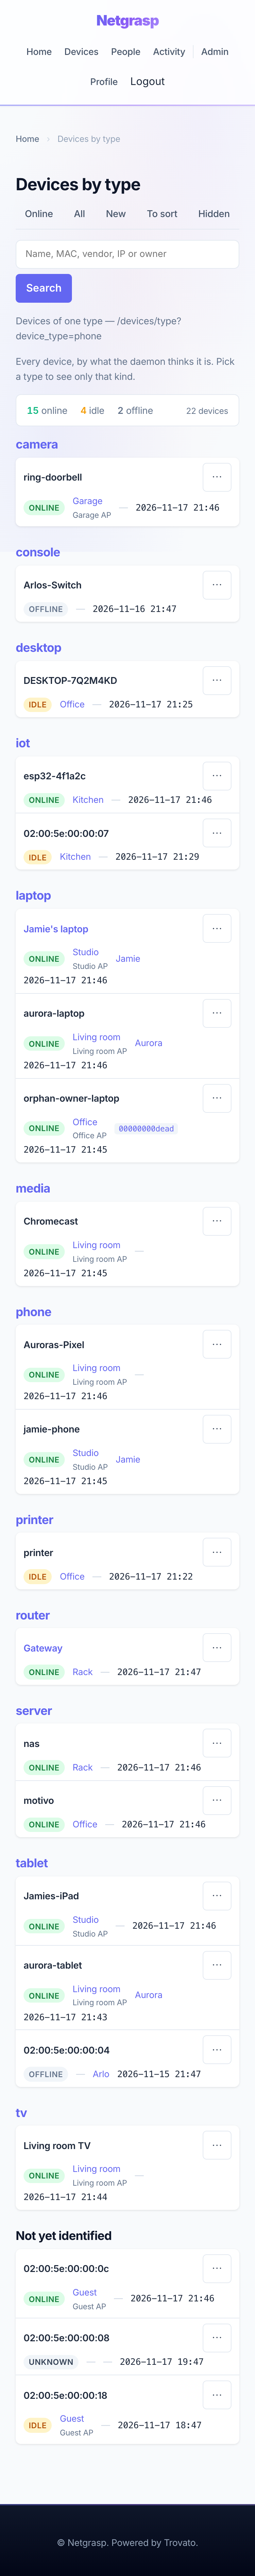 Netgrasp
Home Devices People Activity Admin
Profile Logout
Home › Devices by type
Devices by type
Online All New To sort Hidden
Name, MAC, vendor, IP or owner
Search
Devices of one type — /devices/type?
device_type=phone
Every device, by what the daemon thinks it is. Pick
a type to see only that kind.
15 online 4 idle 2 offline 22 devices
camera
ring-doorbell ...
ONLINE Garage — 2026-11-17 21:46
Garage AP
console
Arlos-Switch ...
OFFLINE — 2026-11-16 21:47
desktop
DESKTOP-7Q2M4KD ...
IDLE Office — 2026-11-17 21:25
iot
esp32-4f1a2c ...
ONLINE Kitchen — 2026-11-17 21:46
02:00:5e:00:00:07 ...
IDLE Kitchen — 2026-11-17 21:29
laptop
Jamie's laptop ...
ONLINE Studio Jamie
Studio AP
2026-11-17 21:46
aurora-laptop ...
ONLINE Living room Aurora
Living room AP
2026-11-17 21:46
orphan-owner-laptop ...
ONLINE Office 00000000dead
Office AP
2026-11-17 21:45
media
Chromecast ...
ONLINE Living room —
Living room AP
2026-11-17 21:45
phone
Auroras-Pixel ...
ONLINE Living room —
Living room AP
2026-11-17 21:46
jamie-phone ...
ONLINE Studio Jamie
Studio AP
2026-11-17 21:45
printer
printer ...
IDLE Office — 2026-11-17 21:22
router
Gateway ...
ONLINE Rack — 2026-11-17 21:47
server
nas ...
ONLINE Rack — 2026-11-17 21:46
motivo ...
ONLINE Office — 2026-11-17 21:46
tablet
Jamies-iPad ...
ONLINE Studio — 2026-11-17 21:46
Studio AP
aurora-tablet ...
ONLINE Living room Aurora
Living room AP
2026-11-17 21:43
02:00:5e:00:00:04 ...
OFFLINE — Arlo 2026-11-15 21:47
tv
Living room TV ...
ONLINE Living room —
Living room AP
2026-11-17 21:44
Not yet identified
02:00:5e:00:00:0c ...
ONLINE Guest — 2026-11-17 21:46
Guest AP
02:00:5e:00:00:08 ...
UNKNOWN — — 2026-11-17 19:47
02:00:5e:00:00:18 ...
IDLE Guest — 2026-11-17 18:47
Guest AP
© Netgrasp. Powered by Trovato.